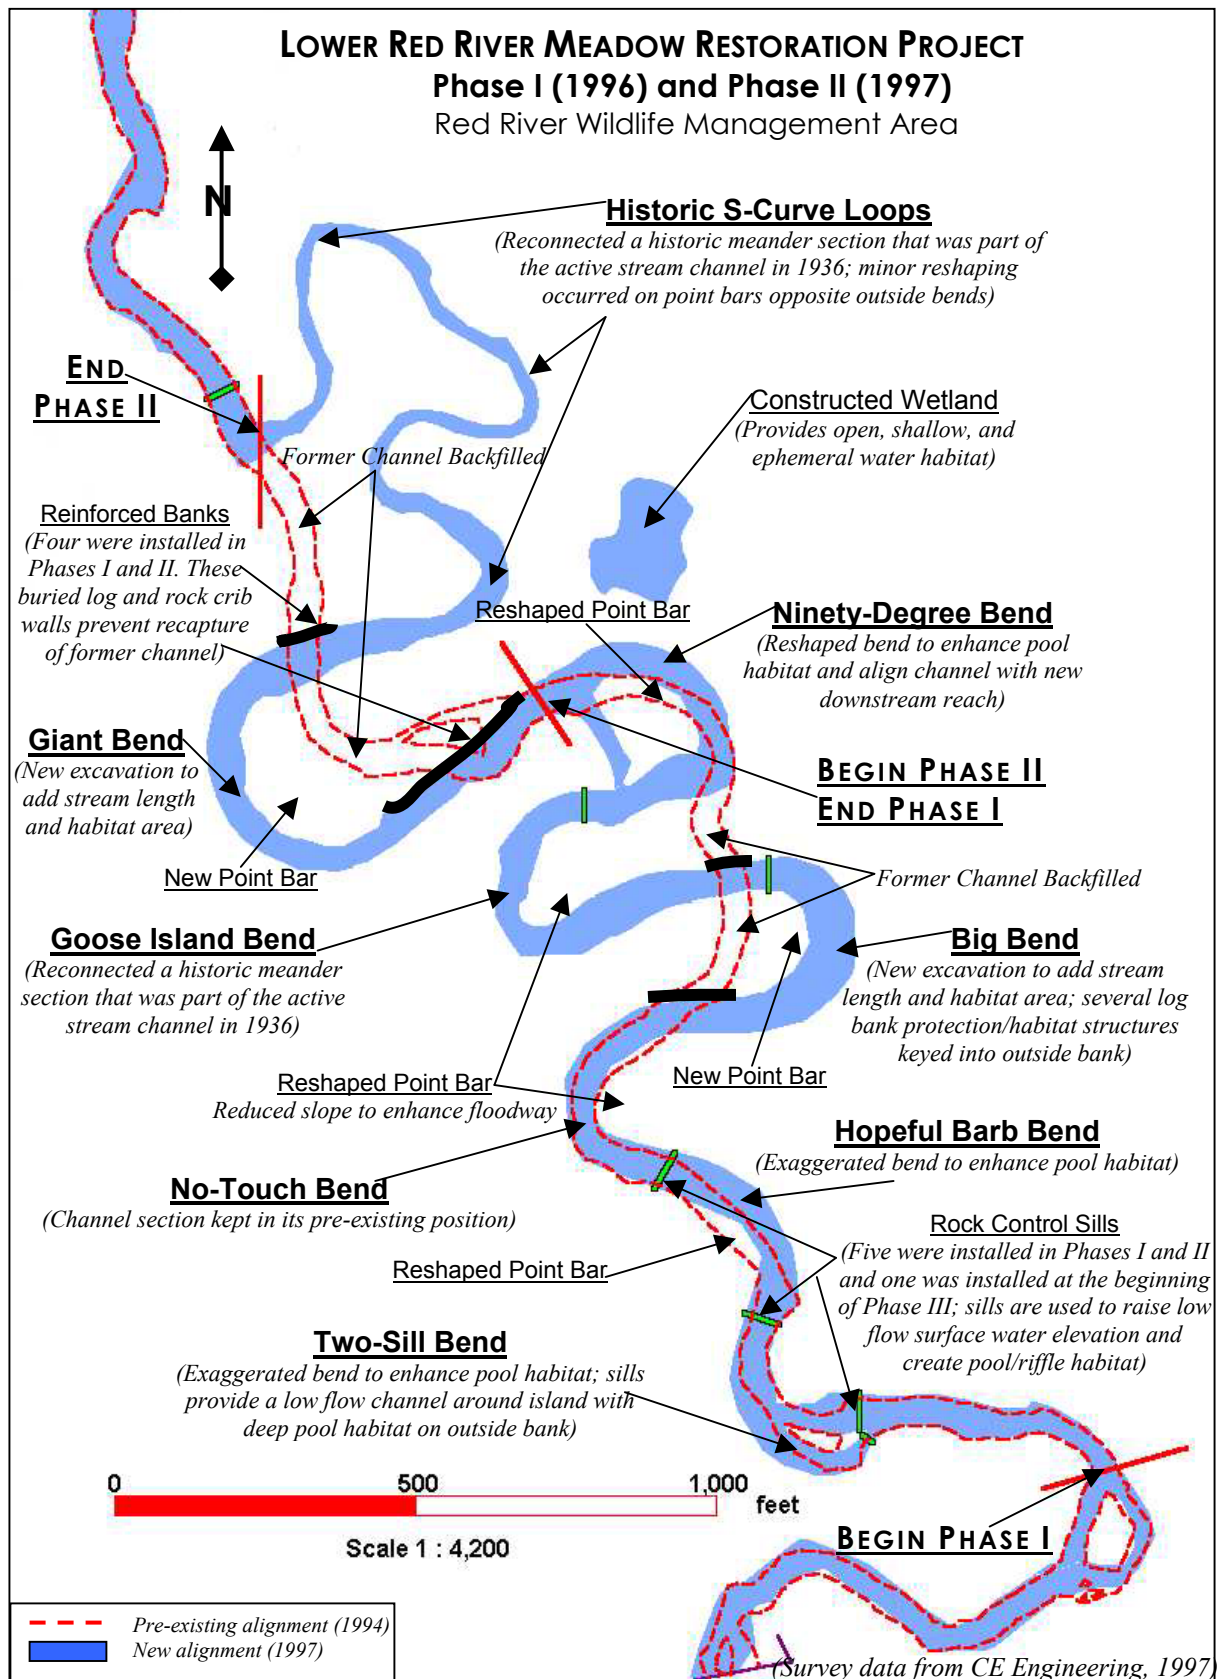 LOWER RED RIVER MEADOW RESTORATION PROJECT
Phase I (1996) and Phase II (1997)
Red River Wildlife Management Area
N
Historic S-Curve Loops
(Reconnected a historic meander section that was part of
the active stream channel in 1936; minor reshaping
occurred on point bars opposite outside bends)
END
PHASE II
Constructed Wetland
(Provides open, shallow, and
ephemeral water habitat)
Former Channel Backfilled
Reinforced Banks
(Four were installed in
Phases I and II. These
buried log and rock crib
walls prevent recapture
of former channel)
Reshaped Point Bar
Ninety-Degree Bend
(Reshaped bend to enhance pool
habitat and align channel with new
downstream reach)
Giant Bend
(New excavation to
add stream length
and habitat area)
BEGIN PHASE II
END PHASE I
New Point Bar
Former Channel Backfilled
Goose Island Bend
(Reconnected a historic meander
section that was part of the active
stream channel in 1936)
Big Bend
(New excavation to add stream
length and habitat area; several log
bank protection/habitat structures
keyed into outside bank)
Reshaped Point Bar
Reduced slope to enhance floodway
New Point Bar
Hopeful Barb Bend
(Exaggerated bend to enhance pool habitat)
No-Touch Bend
(Channel section kept in its pre-existing position)
Reshaped Point Bar
Rock Control Sills
(Five were installed in Phases I and II
and one was installed at the beginning
of Phase III; sills are used to raise low
flow surface water elevation and
create pool/riffle habitat)
Two-Sill Bend
(Exaggerated bend to enhance pool habitat; sills
provide a low flow channel around island with
deep pool habitat on outside bank)
0 500 1,000
feet
Scale 1 : 4,200
BEGIN PHASE I
Pre-existing alignment (1994)
New alignment (1997)
(Survey data from CE Engineering, 1997)